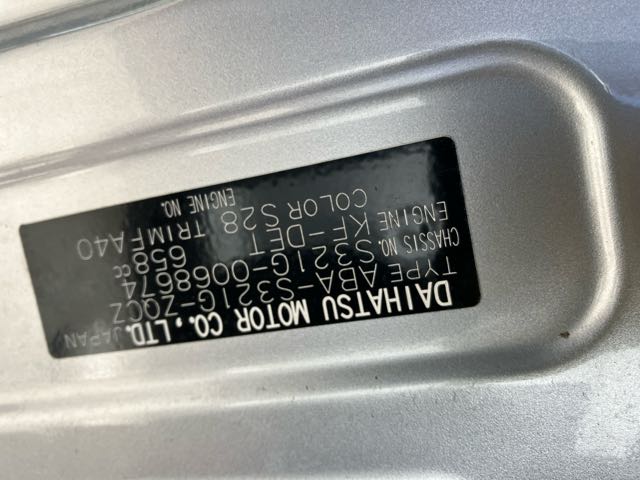 DAIHATSU MOTOR CO., LTD. JAPAN
TYPE ABA-S321G-ZQCZ
CHASSIS NO. S321G-0068674
ENGINE KF-DET 658cc
COLOR S28 TRIM FA40
ENGINE NO.